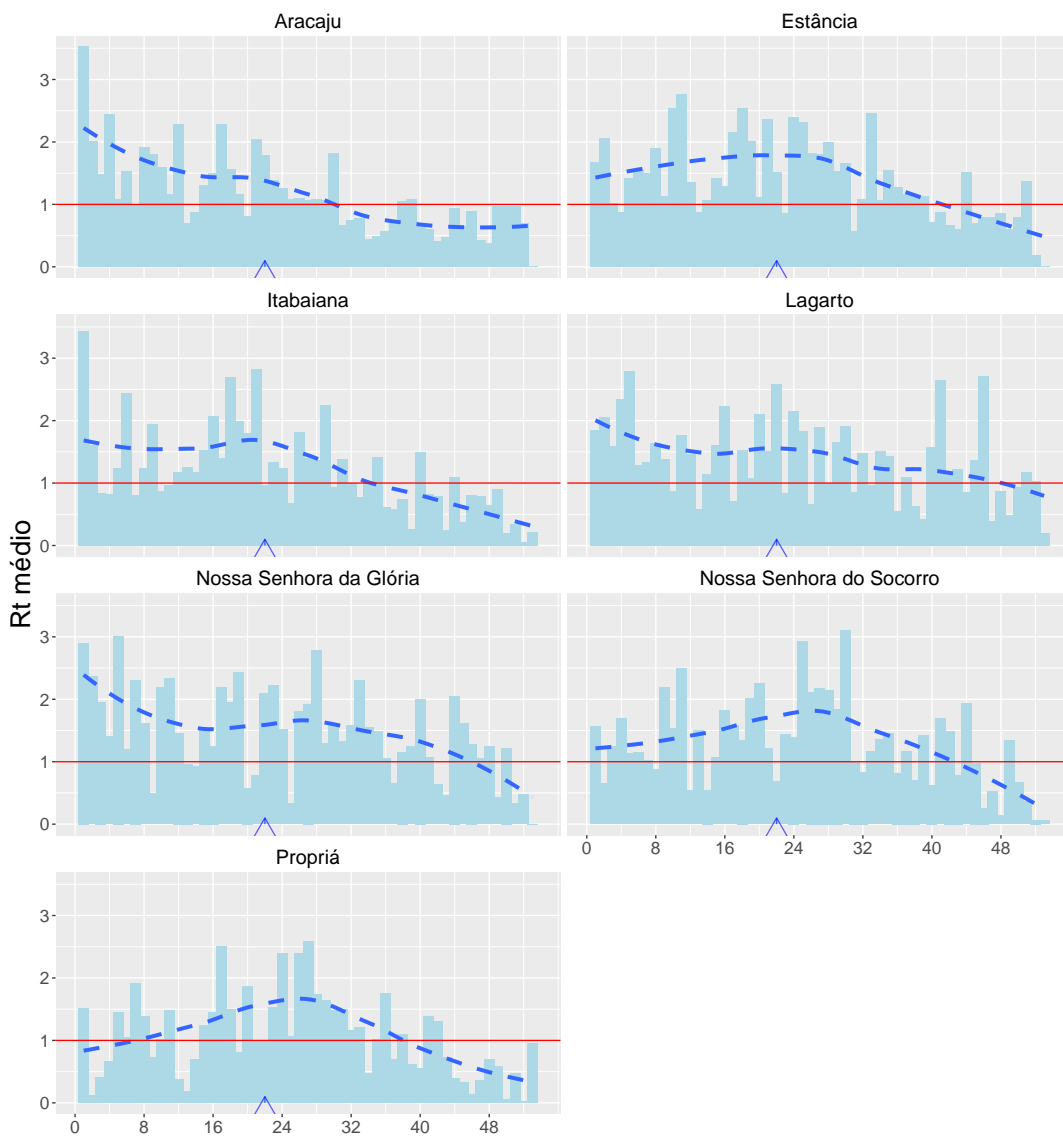 Aracaju
Estância
3
2
1
0
Itabaiana
Lagarto
3
2
1
0
Rt médio
Nossa Senhora da Glória
Nossa Senhora do Socorro
3
2
1
0
0 8 16 24 32 40 48
Propriá
3
2
1
0
0 8 16 24 32 40 48